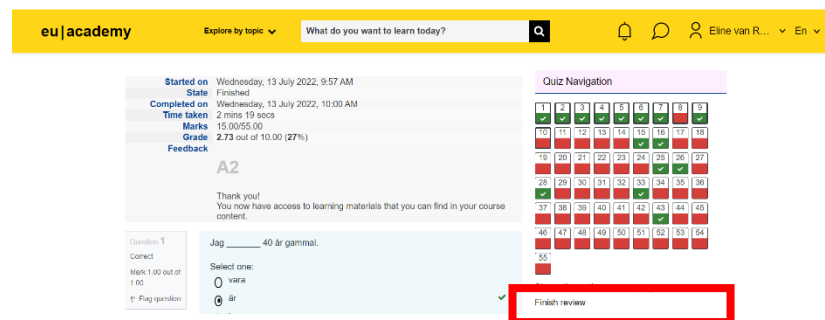 eu|academy Explore by topic What do you want to learn today? Eline van R... En
Started on Wednesday, 13 July 2022, 9:57 AM
State Finished
Completed on Wednesday, 13 July 2022, 10:00 AM
Time taken 2 mins 19 secs
Marks 15.00/55.00
Grade 2.73 out of 10.00 (27%)
Feedback
A2
Thank you!
You now have access to learning materials that you can find in your course
content.
Question 1
Correct
Mark 1.00 out of
1.00
Flag question
Jag ______ 40 år gammal.
Select one:
vara
är
Quiz Navigation
1 2 3 4 5 6 7 8 9
10 11 12 13 14 15 16 17 18
19 20 21 22 23 24 25 26 27
28 29 30 31 32 33 34 35 36
37 38 39 40 41 42 43 44 45
46 47 48 49 50 51 52 53 54
55
Finish review